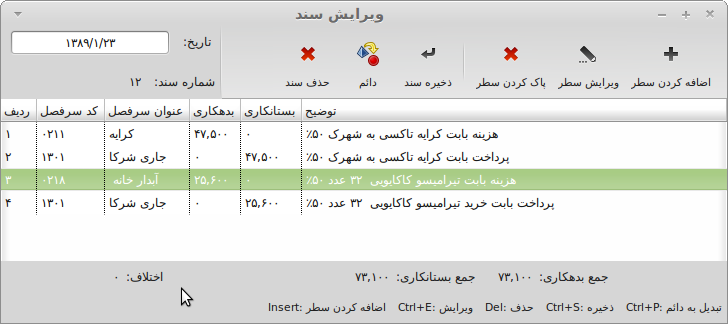 ویرایش سند
تاریخ: ۱۳۸۹/۱/۲۳
شماره سند: ۱۲
اضافه کردن سطر ویرایش سطر پاک کردن سطر ذخیره سند دائم حذف سند
ردیف کد سرفصل عنوان سرفصل بدهکاری بستانکاری توضیح
۱ ۰۲۱۱ کرایه ۴۷,۵۰۰ ۰ هزینه بابت کرایه تاکسی به شهرک ۵۰٪
۲ ۱۳۰۱ جاری شرکا ۰ ۴۷,۵۰۰ پرداخت بابت کرایه تاکسی به شهرک ۵۰٪
۳ ۰۲۱۸ آبدار خانه ۲۵,۶۰۰ ۰ هزینه بابت تیرامیسو کاکایویی ۳۲ عدد ۵۰٪
۴ ۱۳۰۱ جاری شرکا ۰ ۲۵,۶۰۰ پرداخت بابت خرید تیرامیسو کاکایویی ۳۲ عدد ۵۰٪
جمع بدهکاری: ۷۳,۱۰۰ جمع بستانکاری: ۷۳,۱۰۰ اختلاف: ۰
تبدیل به دائم :Ctrl+P ذخیره :Ctrl+S حذف :Del ویرایش :Ctrl+E اضافه کردن سطر :Insert